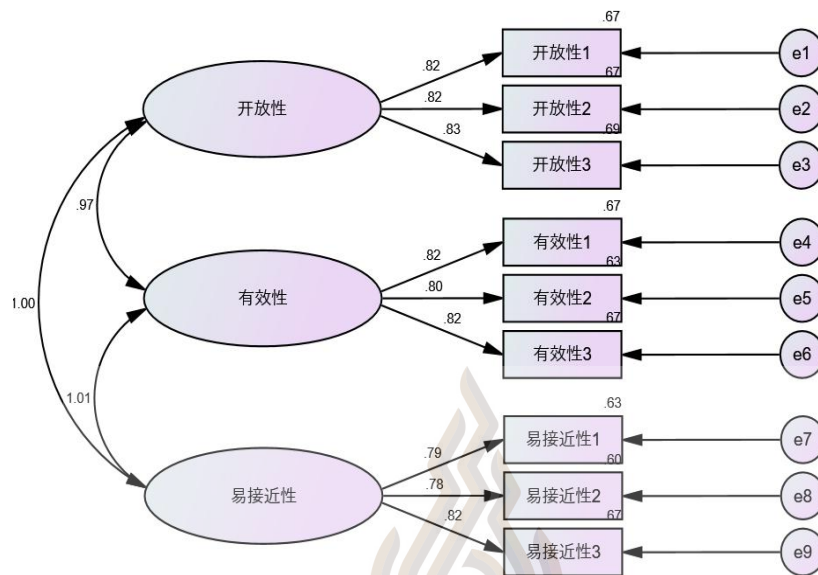 .67
.82
开放性1
e1
.67
开放性
.82
开放性2
e2
.69
.83
开放性3
e3
.97
.67
.82
有效性1
e4
.63
1.00
有效性
.80
有效性2
e5
.67
.82
有效性3
e6
1.01
.63
.79
易接近性1
e7
.60
易接近性
.78
易接近性2
e8
.67
.82
易接近性3
e9